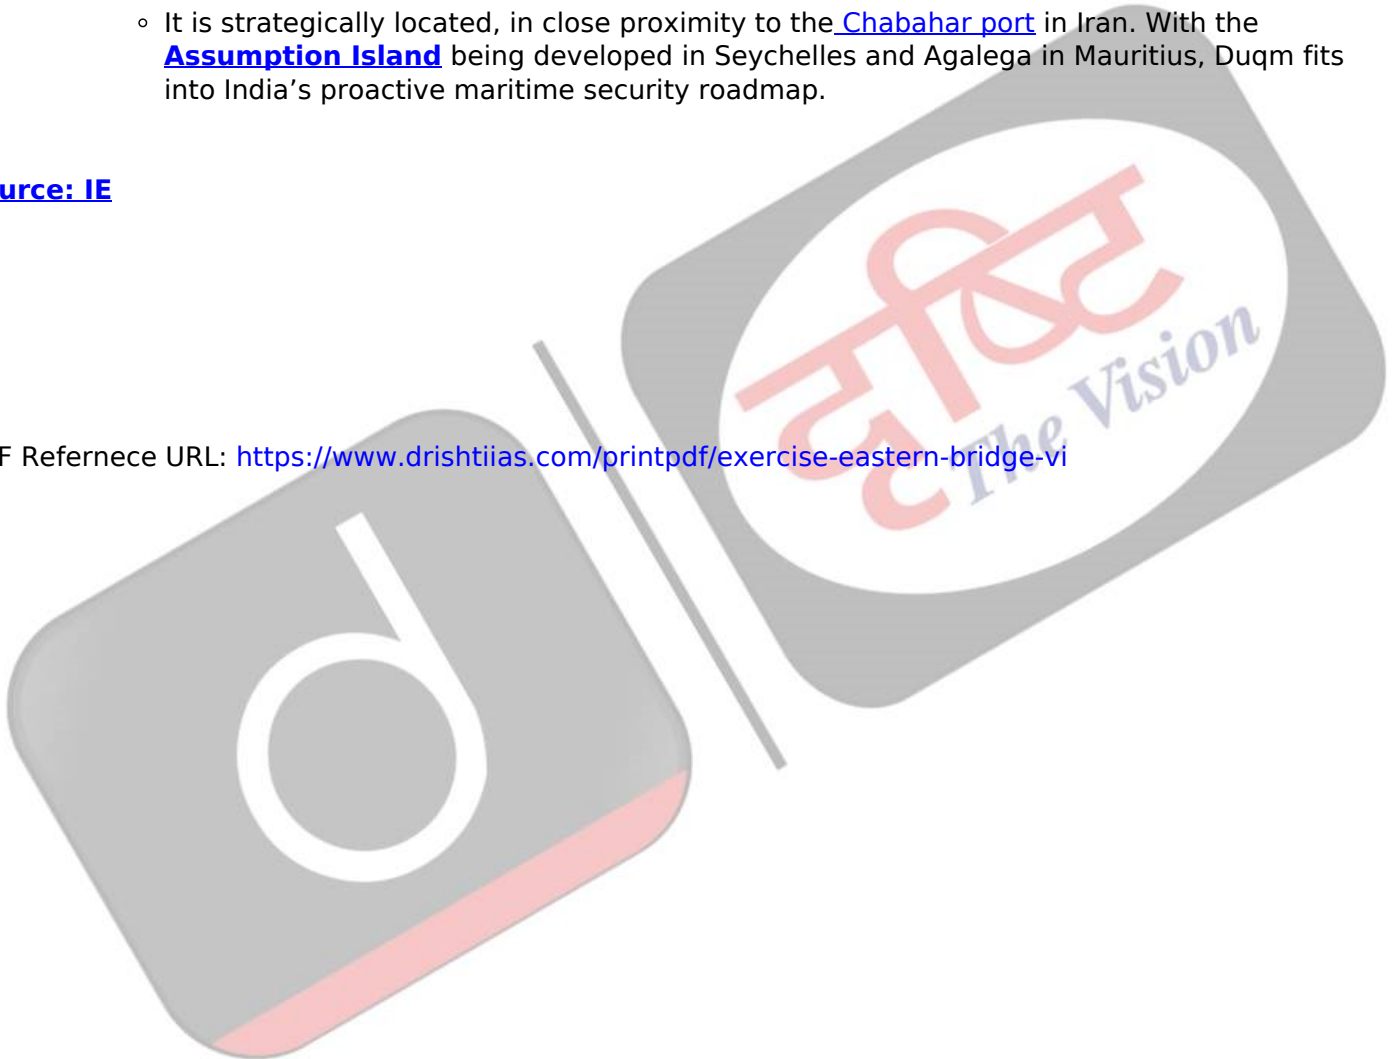 ◦ It is strategically located, in close proximity to the Chabahar port in Iran. With the
Assumption Island being developed in Seychelles and Agalega in Mauritius, Duqm fits
into India’s proactive maritime security roadmap.
urce: IE
F Refernece URL: https://www.drishtiias.com/printpdf/exercise-eastern-bridge-vi
दृष्टि
The Vision
d